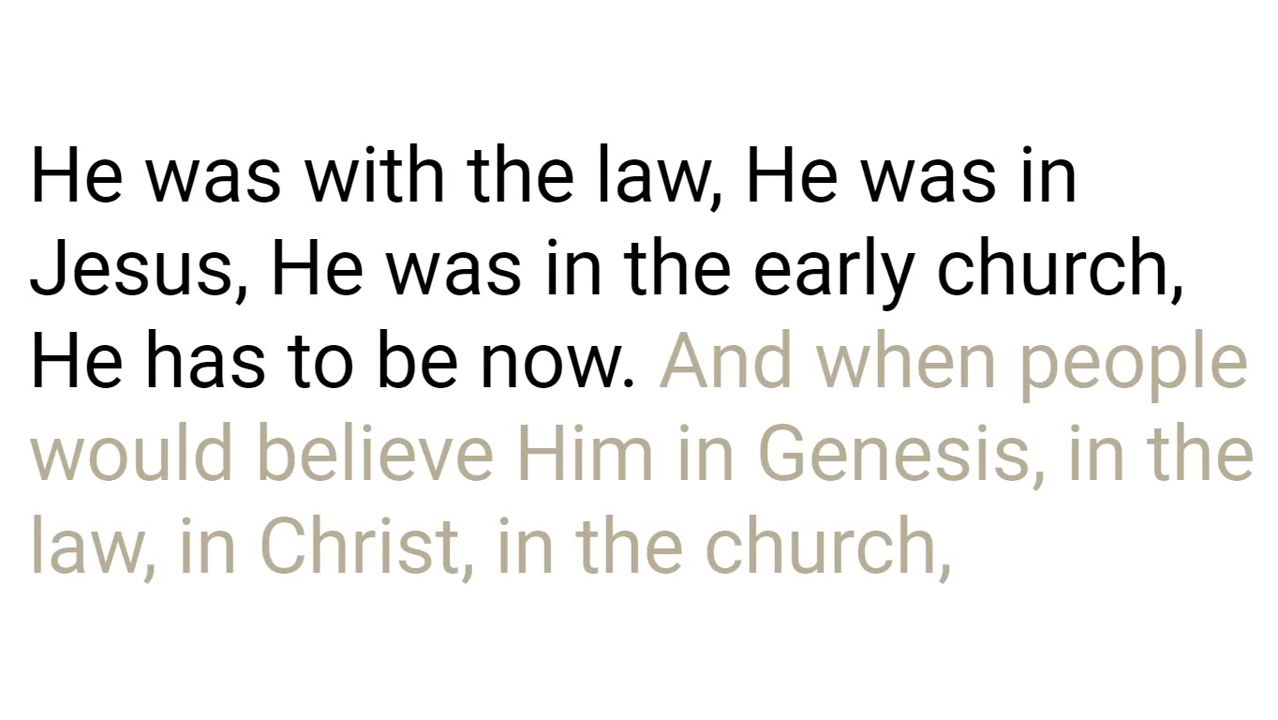 He was with the law, He was in
Jesus, He was in the early church,
He has to be now. And when people
would believe Him in Genesis, in the
law, in Christ, in the church,